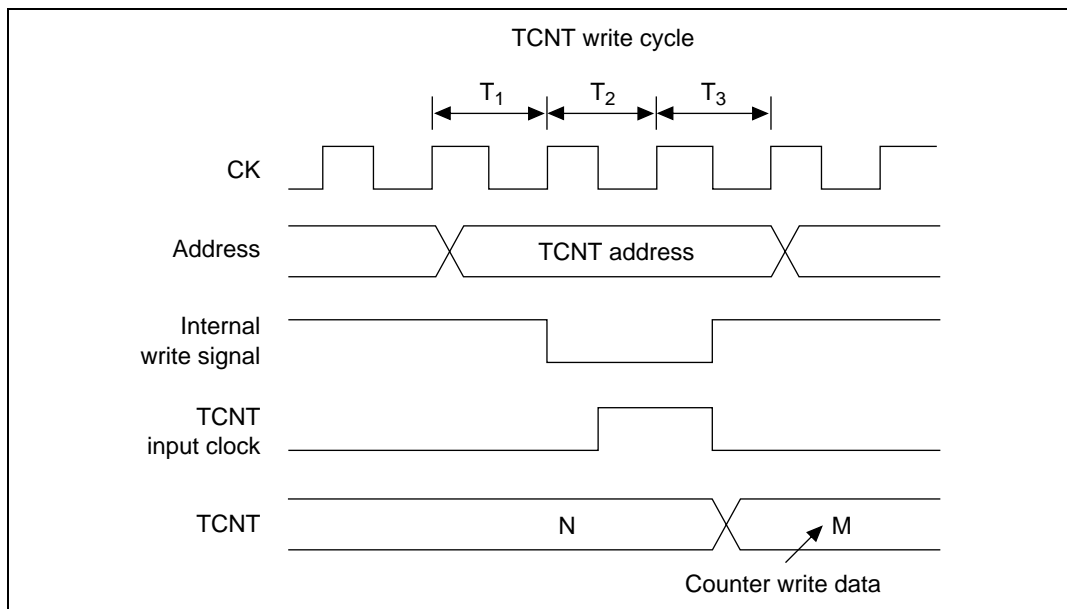 TCNT write cycle
T1 T2 T3
CK
Address
TCNT address
Internal
write signal
TCNT
input clock
TCNT
N
M
Counter write data